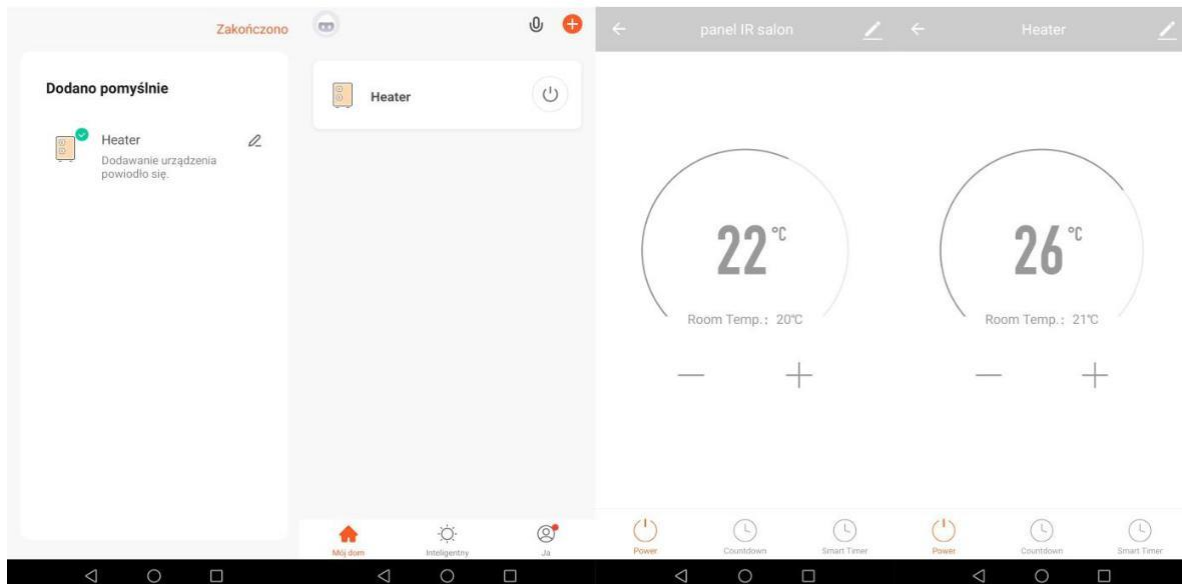 Zakończono
Dodano pomyślnie
Heater
Dodawanie urządzenia
powiodło się.
Heater
Mój dom
Inteligentny
Ja
panel IR salon
22 °C
Room Temp.: 20°C
Power
Countdown
Smart Timer
Heater
26 °C
Room Temp.: 21°C
Power
Countdown
Smart Timer